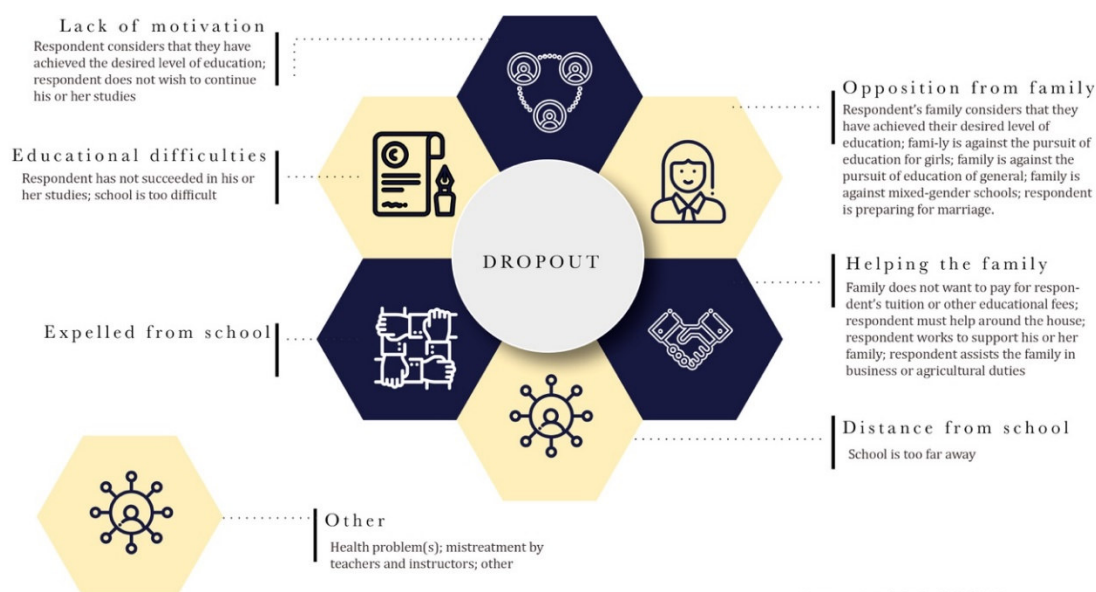 Lack of motivation
Respondent considers that they have
achieved the desired level of education;
respondent does not wish to continue
his or her studies
Educational difficulties
Respondent has not succeeded in his or
her studies; school is too difficult
Expelled from school
DROPOUT
Opposition from family
Respondent's family considers that they
have achieved their desired level of
education; fami-ly is against the pursuit of
education for girls; family is against the
pursuit of education of general; family is
against mixed-gender schools; respondent
is preparing for marriage.
Helping the family
Family does not want to pay for respon-
dent's tuition or other educational fees;
respondent must help around the house;
respondent works to support his or her
family; respondent assists the family in
business or agricultural duties
Distance from school
School is too far away
Other
Health problem(s); mistreatment by
teachers and instructors; other